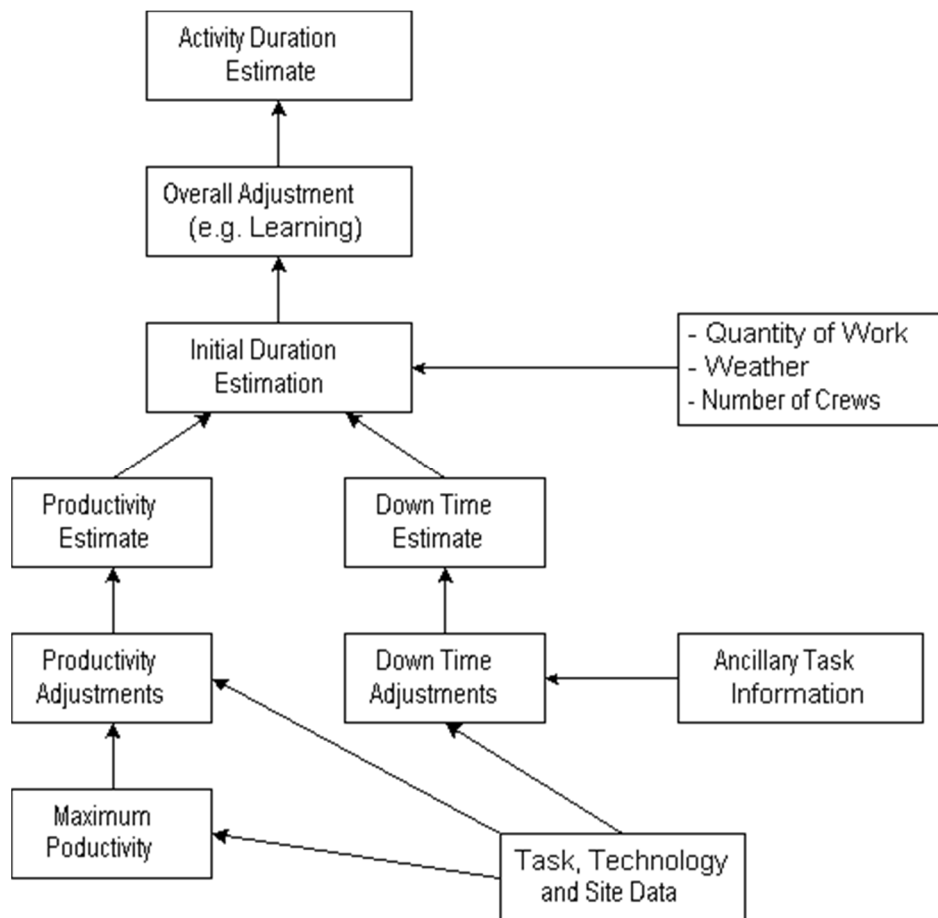 Activity Duration
Estimate
Overall Adjustment
(e.g. Learning)
Initial Duration
Estimation
- Quantity of Work
- Weather
- Number of Crews
Productivity
Estimate
Down Time
Estimate
Productivity
Adjustments
Down Time
Adjustments
Ancillary Task
Information
Maximum
Poductivity
Task, Technology
and Site Data